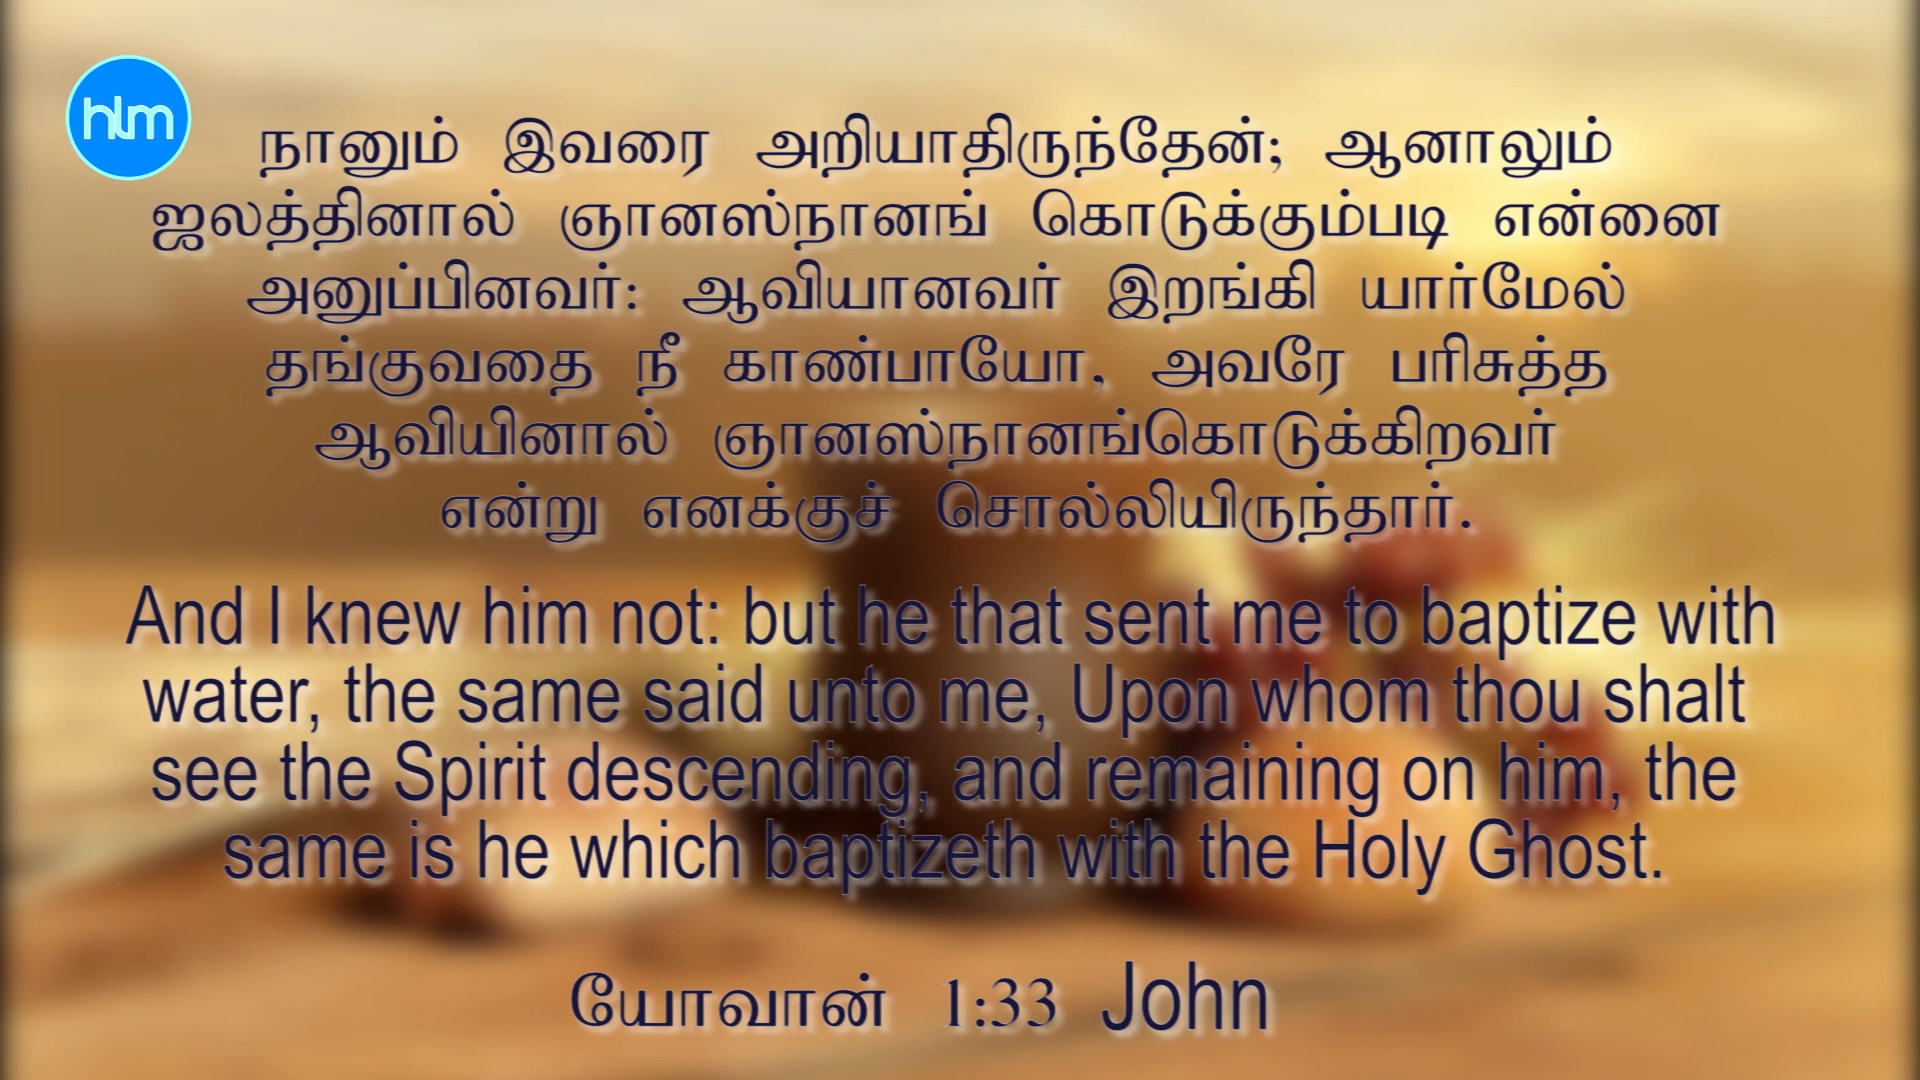 hlm
நானும் இவரை அறியாதிருந்தேன்; ஆனாலும்
ஜலத்தினால் ஞானஸ்நானங் கொடுக்கும்படி என்னை
அனுப்பினவர்: ஆவியானவர் இறங்கி யார்மேல்
தங்குவதை நீ காண்பாயோ, அவரே பரிசுத்த
ஆவியினால் ஞானஸ்நானங்கொடுக்கிறவர்
என்று எனக்குச் சொல்லியிருந்தார்.
And I knew him not: but he that sent me to baptize with
water, the same said unto me, Upon whom thou shalt
see the Spirit descending, and remaining on him, the
same is he which baptizeth with the Holy Ghost.
யோவான் 1:33 John